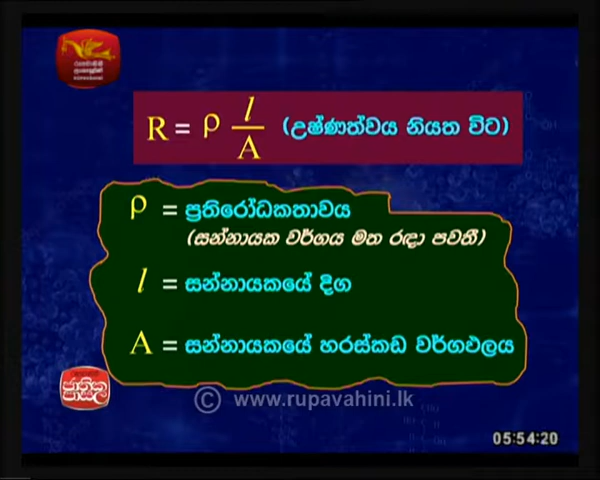 R = ρ l/A (උෂ්ණත්වය නියත විට)
ρ = ප්‍රතිරෝධකතාවය
(සන්නායක වර්ගය මත රඳා පවතී)
l = සන්නායකයේ දිග
A = සන්නායකයේ හරස්කඩ වර්ගඵලය
ජාතික
පාසල
© www.rupavahini.lk
05:54:20